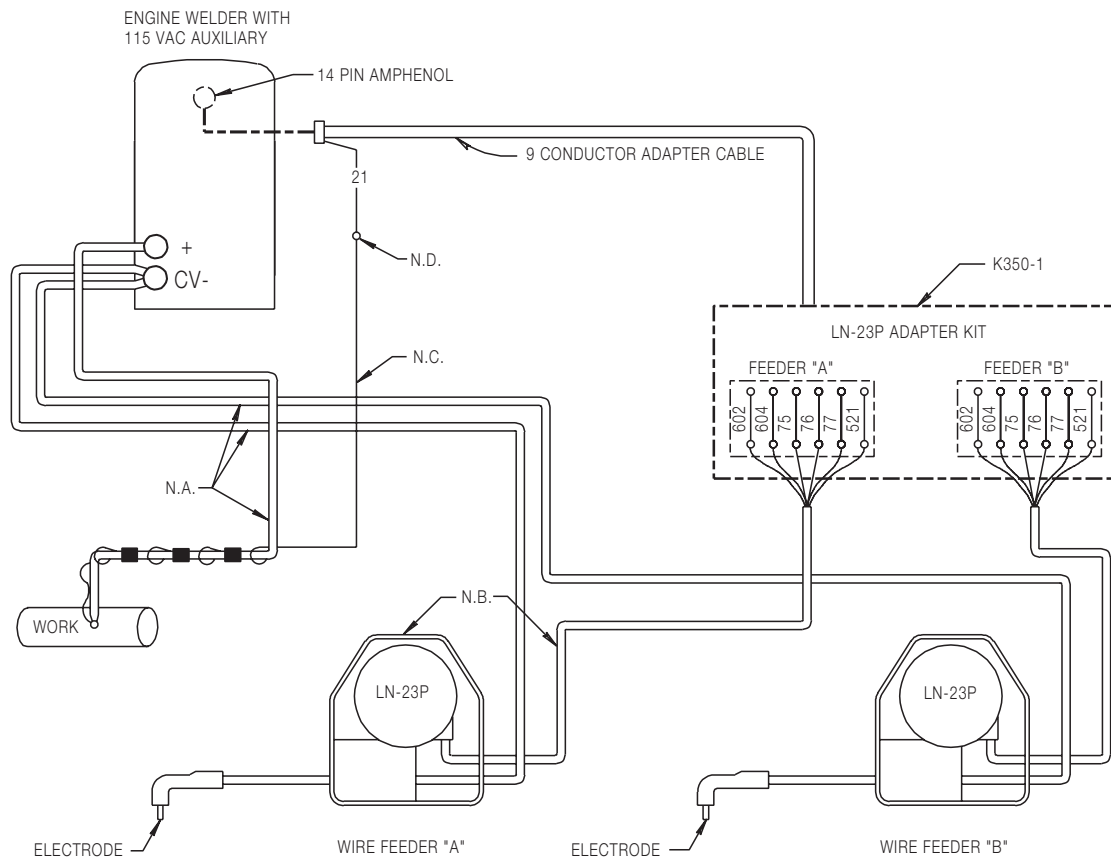 ENGINE WELDER WITH
115 VAC AUXILIARY
14 PIN AMPHENOL
9 CONDUCTOR ADAPTER CABLE
21
+
CV-
N.D.
K350-1
LN-23P ADAPTER KIT
N.C.
FEEDER "A"
FEEDER "B"
602
604
75
76
77
521
602
604
75
76
77
521
N.A.
N.B.
WORK
LN-23P
LN-23P
ELECTRODE
WIRE FEEDER "A"
ELECTRODE
WIRE FEEDER "B"